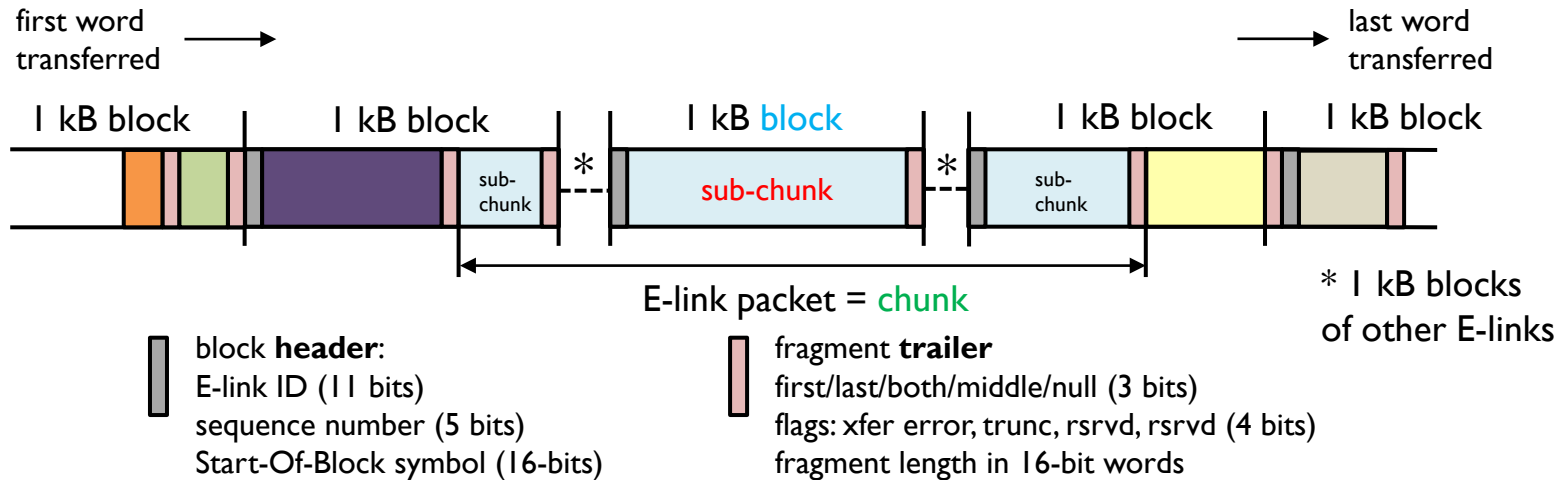 first word
transferred
last word
transferred
1 kB block
1 kB block
1 kB block
1 kB block
1 kB block
sub-
chunk
*
sub-chunk
*
sub-
chunk
E-link packet = chunk
* 1 kB blocks
of other E-links
block header:
E-link ID (11 bits)
sequence number (5 bits)
Start-Of-Block symbol (16-bits)
fragment trailer
first/last/both/middle/null (3 bits)
flags: xfer error, trunc, rsrvd, rsrvd (4 bits)
fragment length in 16-bit words